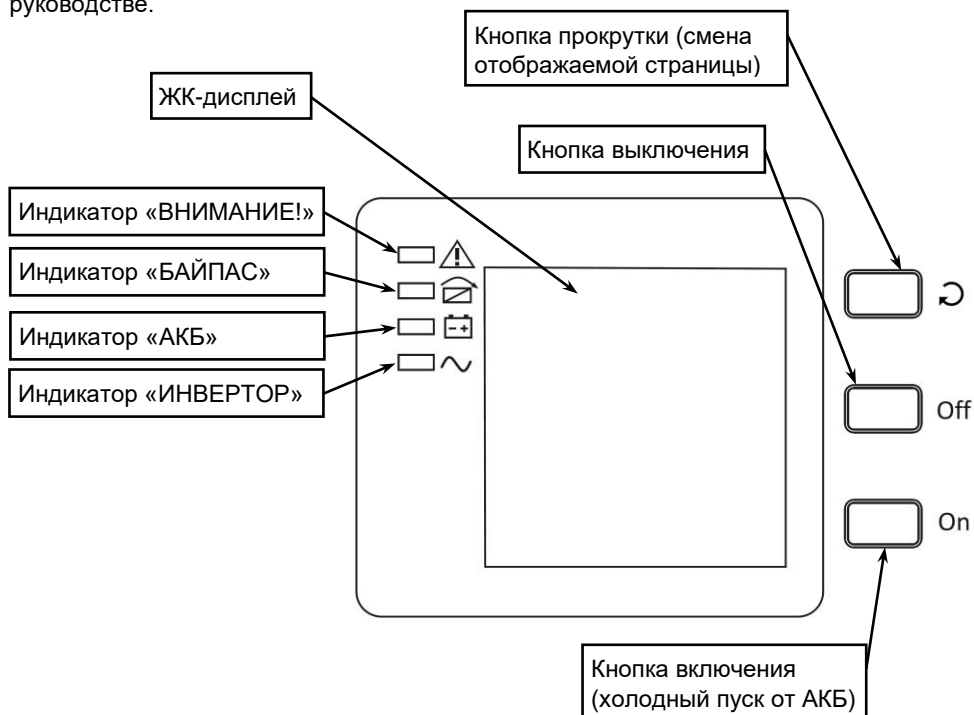 руководстве.
Кнопка прокрутки (смена
отображаемой страницы)
ЖК-дисплей
Кнопка выключения
Индикатор «ВНИМАНИЕ!»
Индикатор «БАЙПАС»
Индикатор «АКБ»
Индикатор «ИНВЕРТОР»
Off
On
Кнопка включения
(холодный пуск от АКБ)